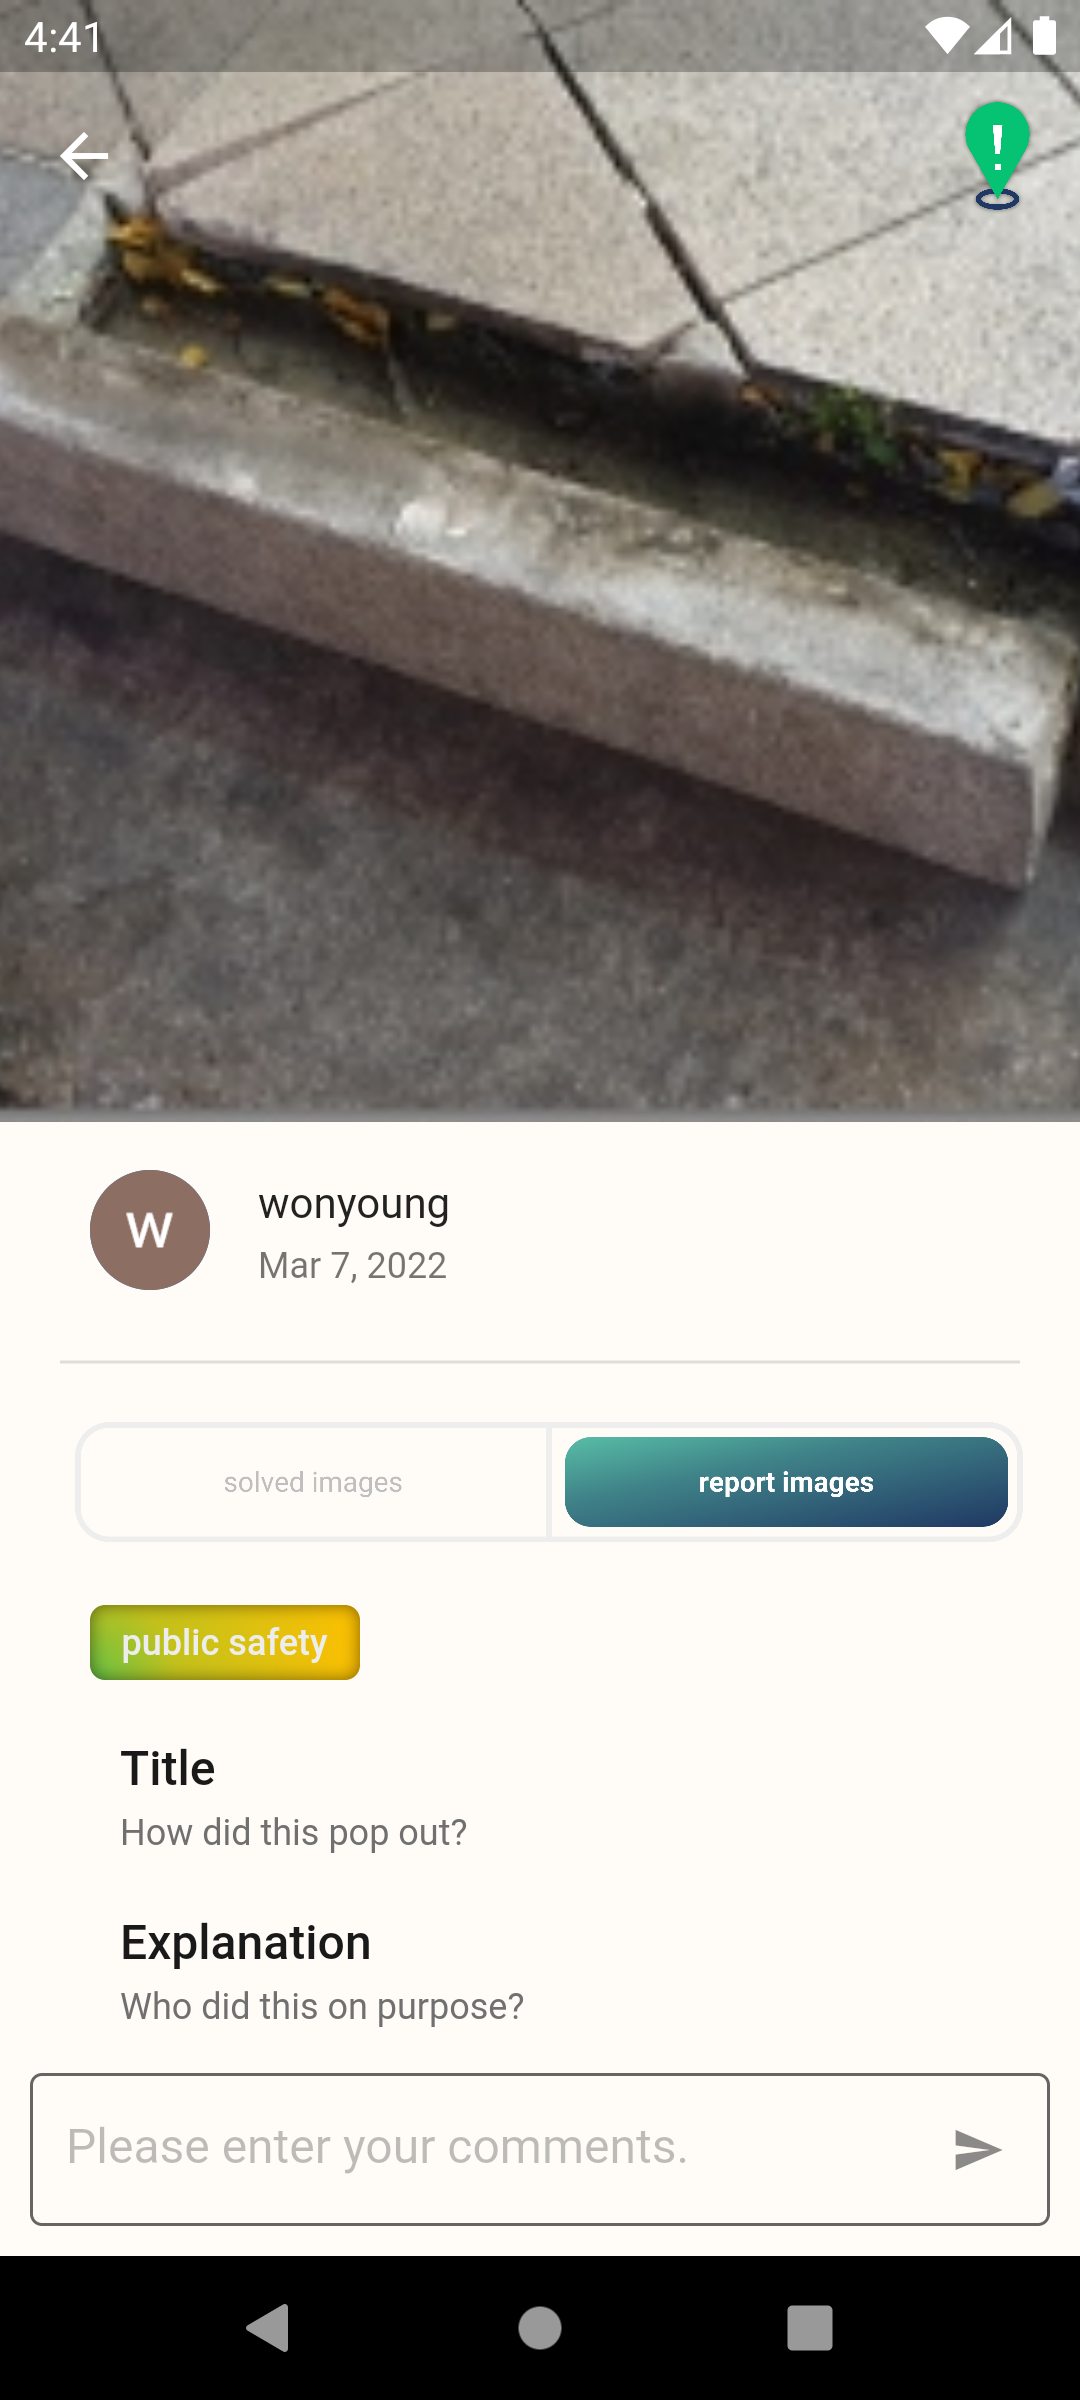 4:41
!
W
wonyoung
Mar 7, 2022
solved images
report images
public safety
Title
How did this pop out?
Explanation
Who did this on purpose?
Please enter your comments.